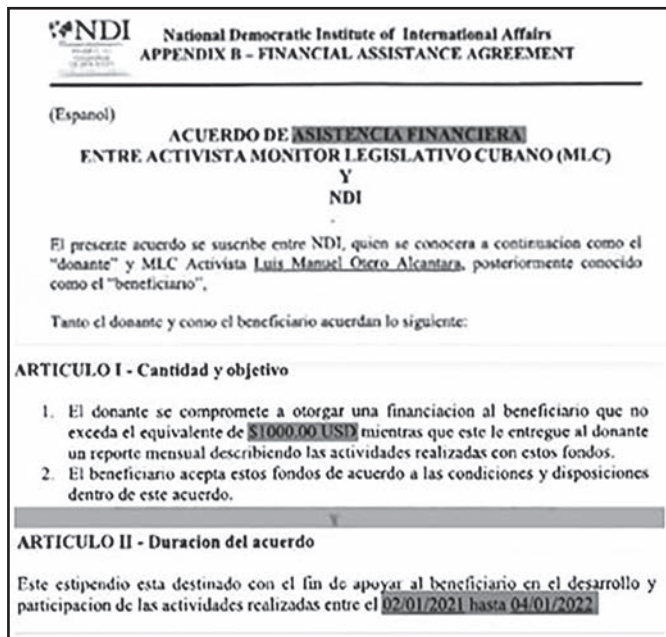 NDI
National Democratic Institute of International Affairs
APPENDIX B – FINANCIAL ASSISTANCE AGREEMENT
(Espanol)
ACUERDO DE ASISTENCIA FINANCIERA
ENTRE ACTIVISTA MONITOR LEGISLATIVO CUBANO (MLC)
Y
NDI
El presente acuerdo se suscribe entre NDI, quien se conocera a continuacion como el
"donante" y MLC Activista Luis Manuel Otero Alcantara, posteriormente conocido
como el "beneficiario",
Tanto el donante y como el beneficiario acuerdan lo siguiente:
ARTICULO I - Cantidad y objetivo
1. El donante se compromete a otorgar una financiacion al beneficiario que no
exceda el equivalente de $1000.00 USD mientras que este le entregue al donante
un reporte mensual describiendo las actividades realizadas con estos fondos.
2. El beneficiario acepta estos fondos de acuerdo a las condiciones y disposiciones
dentro de este acuerdo.
Y
ARTICULO II - Duracion del acuerdo
Este estipendio esta destinado con el fin de apoyar al beneficiario en el desarrollo y
participacion de las actividades realizadas entre el 02/01/2021 hasta 04/01/2022